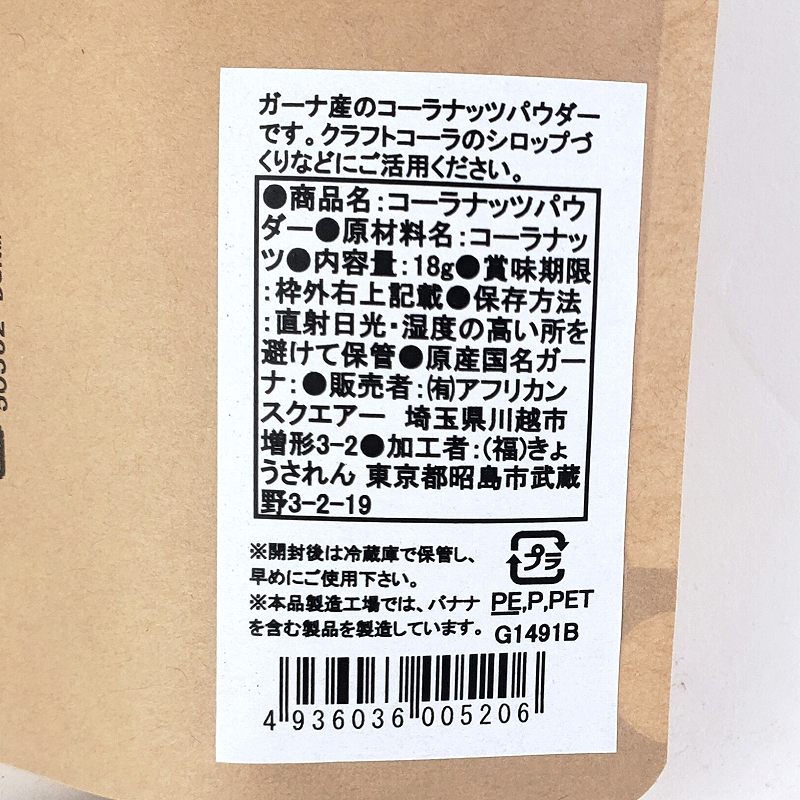 ガーナ産のコーラナッツパウダー
です。クラフトコーラのシロップづ
くりなどにご活用ください。
●商品名:コーラナッツパウ
ダー●原材料名:コーラナッ
ツ●内容量:18g●賞味期限
:枠外右上記載●保存方法
:直射日光・湿度の高い所を
避けて保管●原産国名ガー
ナ:●販売者:㈲アフリカン
スクエアー 埼玉県川越市
増形3-2●加工者:(福)きょ
うされん 東京都昭島市武蔵
野3-2-19
※開封後は冷蔵庫で保管し、
早めにご使用下さい。
※本品製造工場では、バナナ
を含む製品を製造しています。
プラ
PE,P,PET
G1491B
4 936036 005206